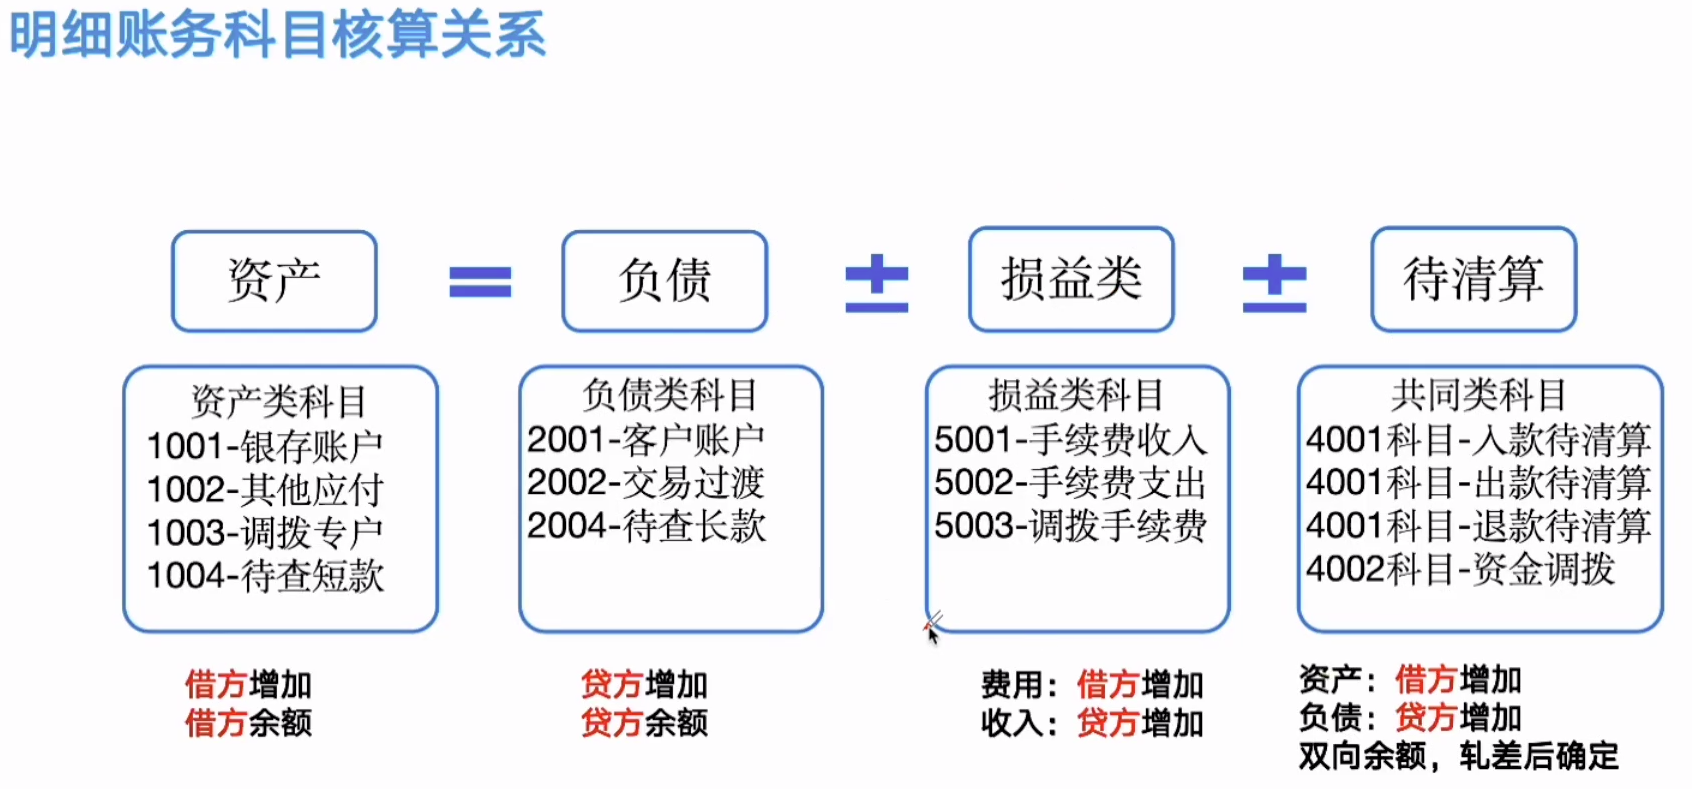 明细账务科目核算关系
资产 = 负债 ± 损益类 ± 待清算
资产类科目
1001-银存账户
1002-其他应付
1003-调拨专户
1004-待查短款
借方增加
借方余额
负债类科目
2001-客户账户
2002-交易过渡
2004-待查长款
贷方增加
贷方余额
损益类科目
5001-手续费收入
5002-手续费支出
5003-调拨手续费
费用：借方增加
收入：贷方增加
共同类科目
4001科目-入款待清算
4001科目-出款待清算
4001科目-退款待清算
4002科目-资金调拨
资产：借方增加
负债：贷方增加
双向余额，轧差后确定